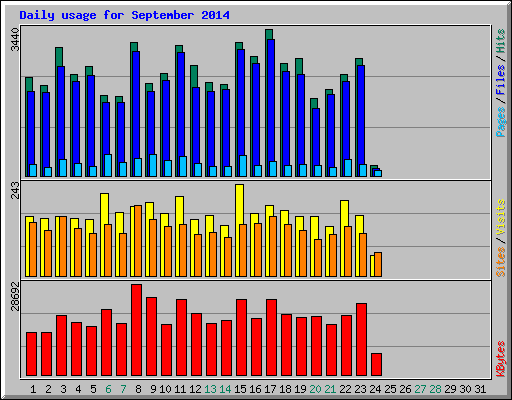 Daily usage for September 2014
3440
Pages / Files / Hits
243
Sites / Visits
28692
KBytes
1 2 3 4 5 6 7 8 9 10 11 12 13 14 15 16 17 18 19 20 21 22 23 24 25 26 27 28 29 30 31